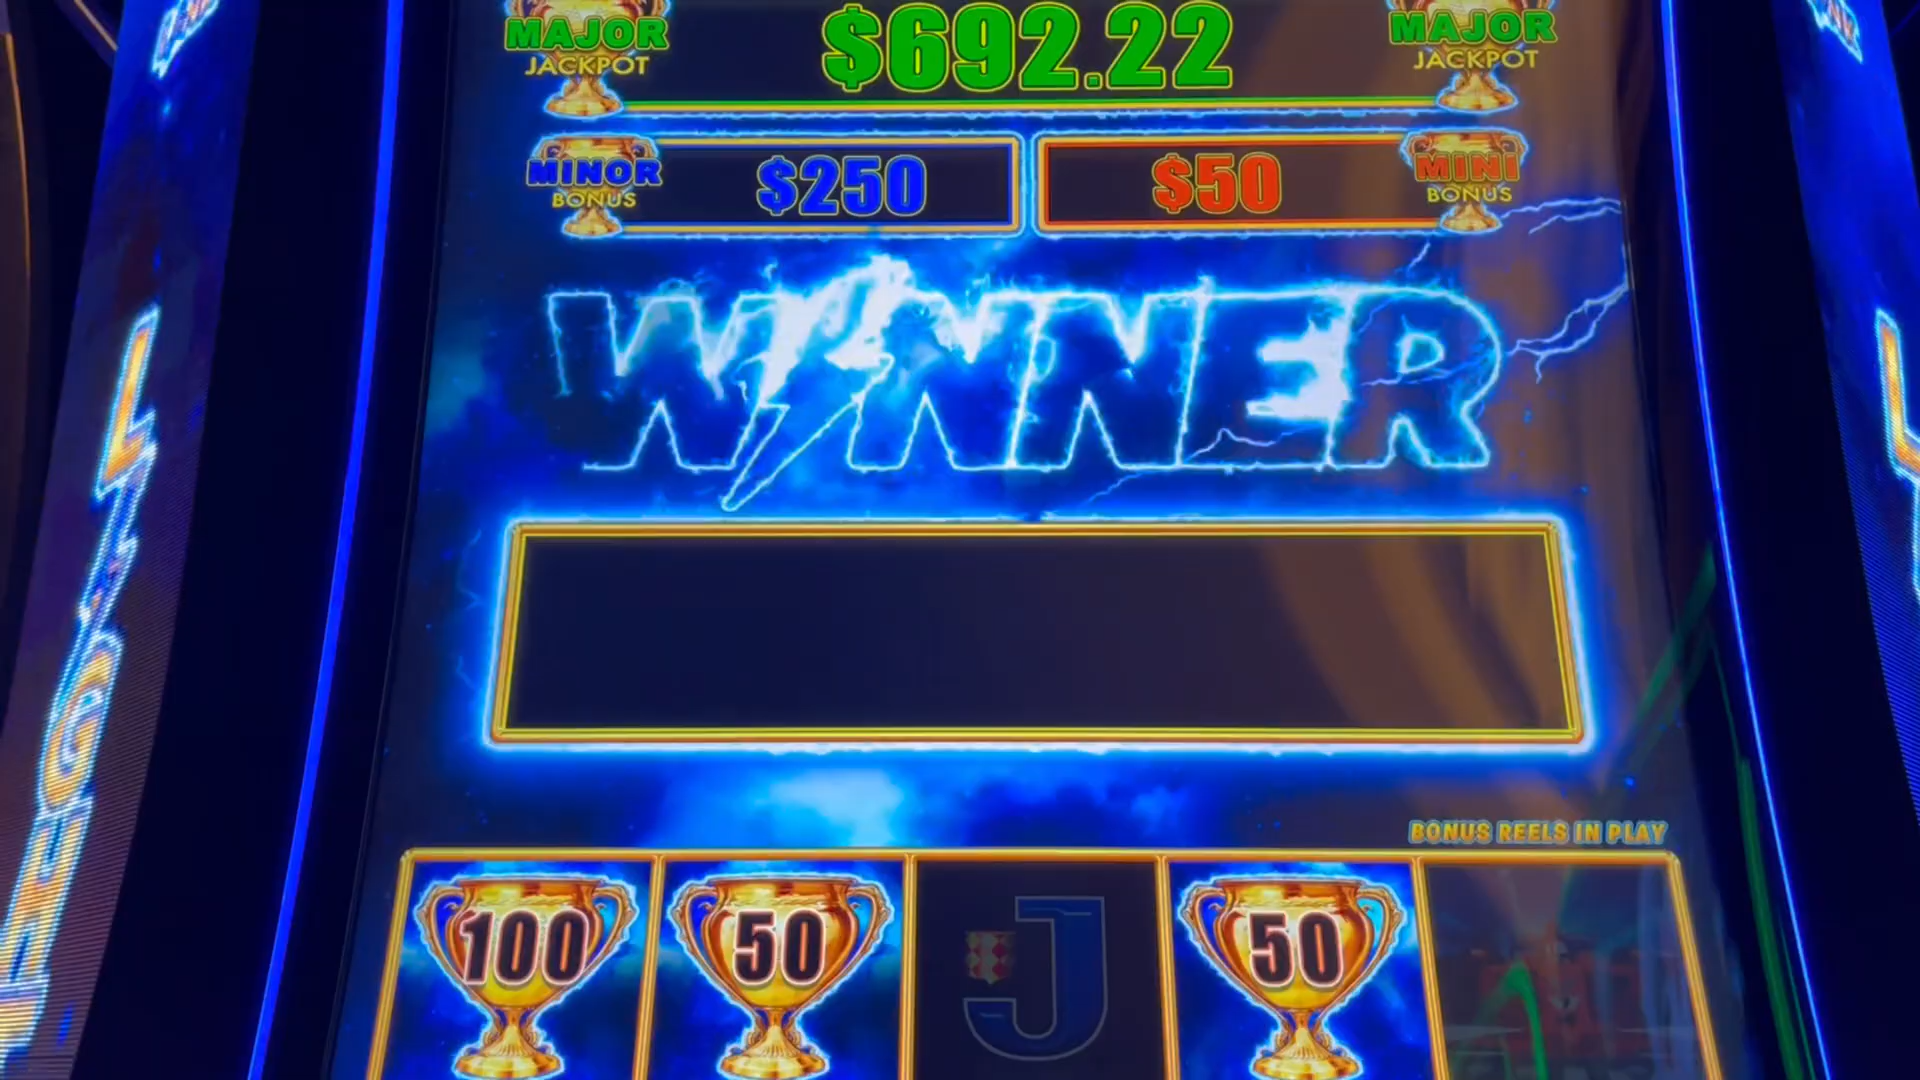 MAJOR
JACKPOT
$692.22
MAJOR
JACKPOT
MINOR
BONUS
$250
$50
MINI
BONUS
WINNER
BONUS REELS IN PLAY
100
50
J
50
LIGHTN